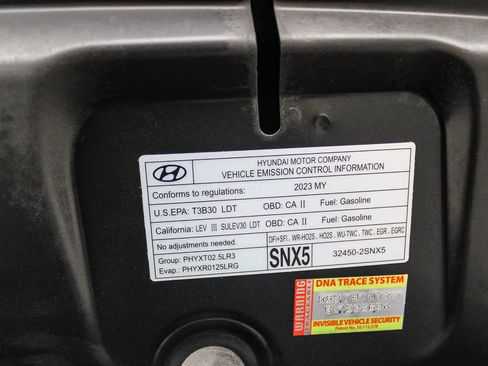 HYUNDAI MOTOR COMPANY
VEHICLE EMISSION CONTROL INFORMATION
Conforms to regulations: 2023 MY
U.S.EPA: T3B30 LDT OBD: CA II Fuel: Gasoline
California: LEV III SULEV30 LDT OBD: CA II Fuel: Gasoline
No adjustments needed. DFI+SFI, WR-HO2S, HO2S, WU-TWC, TWC, EGR, EGRC
Group: PHYXT02.5LR3 SNX5 32450-2SNX5
Evap.: PHYXR0125LRG
WARNING
DNA TRACE SYSTEM
INVISIBLE VEHICLE SECURITY